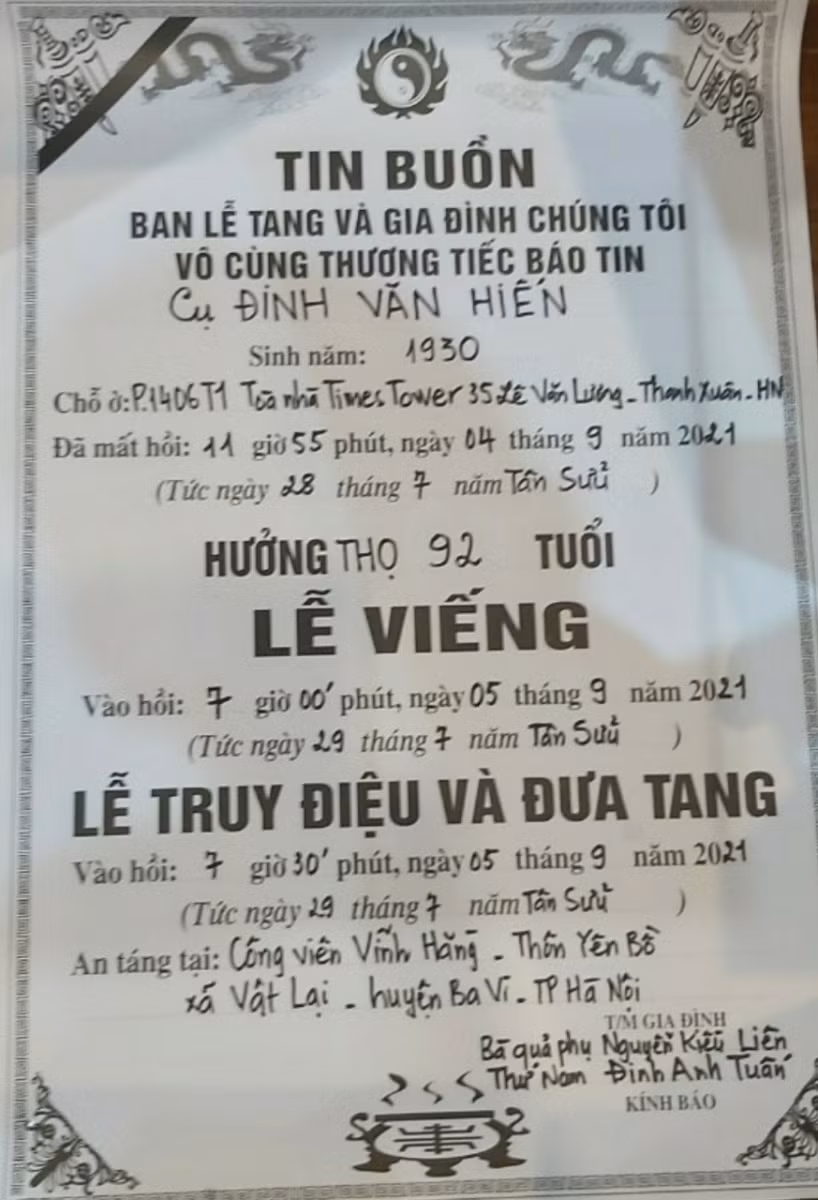 TIN BUỒN
BAN LỄ TANG VÀ GIA ĐÌNH CHÚNG TÔI
VÔ CÙNG THƯƠNG TIẾC BÁO TIN
Cụ ĐINH VĂN HIẾN
Sinh năm: 1930
Chỗ ở: P.1406T1 Toà nhà Times Tower 35 Lê Văn Lương - Thanh Xuân - HN
Đã mất hồi: 11 giờ 55 phút, ngày 04 tháng 9 năm 2021
(Tức ngày 28 tháng 7 năm Tân Sửu )
HƯỞNG THỌ 92 TUỔI
LỄ VIẾNG
Vào hồi: 7 giờ 00' phút, ngày 05 tháng 9 năm 2021
(Tức ngày 29 tháng 7 năm Tân Sửu )
LỄ TRUY ĐIỆU VÀ ĐƯA TANG
Vào hồi: 7 giờ 30' phút, ngày 05 tháng 9 năm 2021
(Tức ngày 29 tháng 7 năm Tân Sửu )
An táng tại: Công viên Vĩnh Hằng - Thôn Yên Bồ
xã Vật Lại - huyện Ba Vì - TP Hà Nội
T/M GIA ĐÌNH
Bà quả phụ Nguyễn Kiều Liên
Thứ Nam Đinh Anh Tuấn
KÍNH BÁO